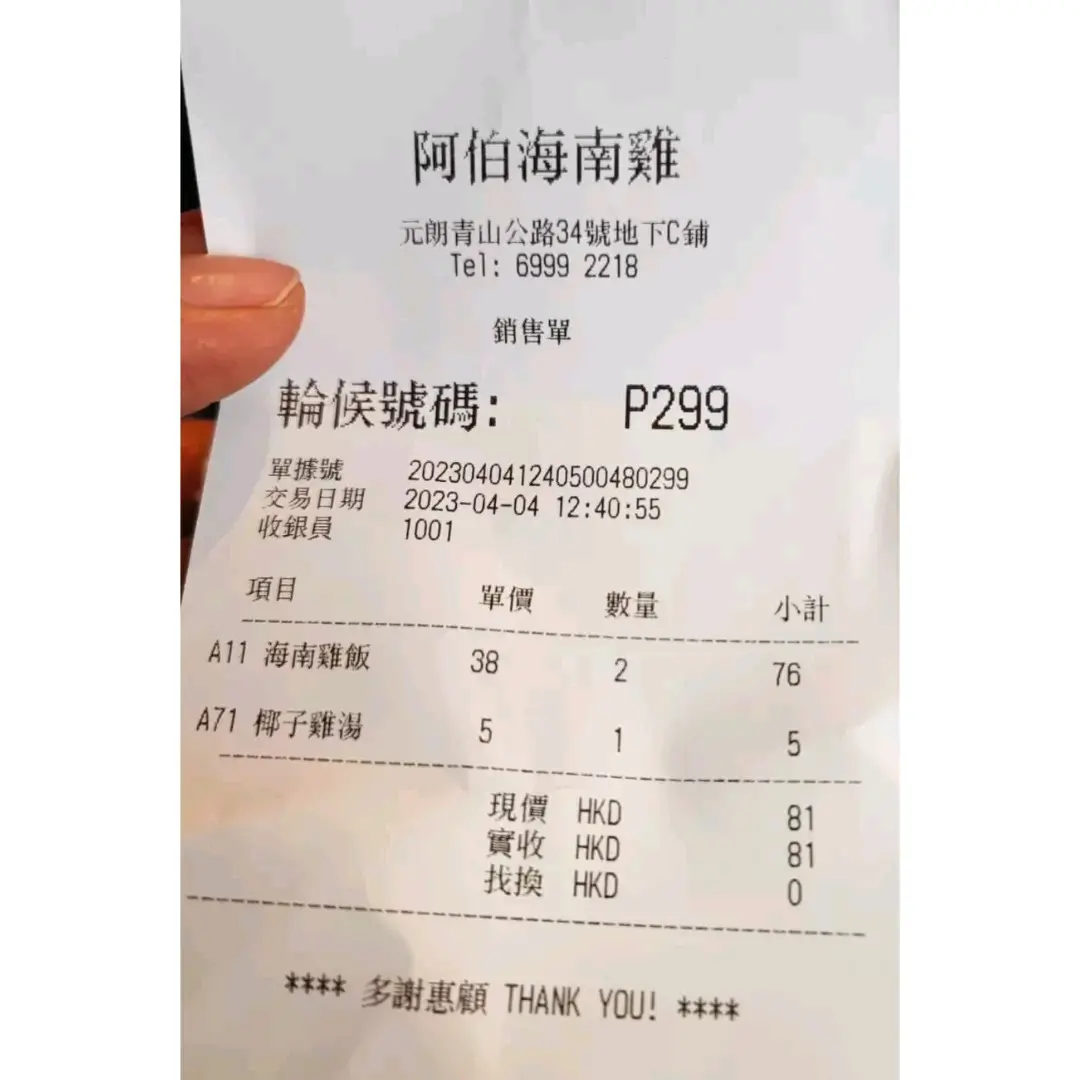 阿伯海南雞
元朗青山公路34號地下C鋪
Tel: 6999 2218
銷售單
輪候號碼: P299
單據號 202304041240500480299
交易日期 2023-04-04 12:40:55
收銀員 1001
項目 單價 數量 小計
A11 海南雞飯 38 2 76
A71 椰子雞湯 5 1 5
現價 HKD 81
實收 HKD 81
找換 HKD 0
**** 多謝惠顧 THANK YOU! ****